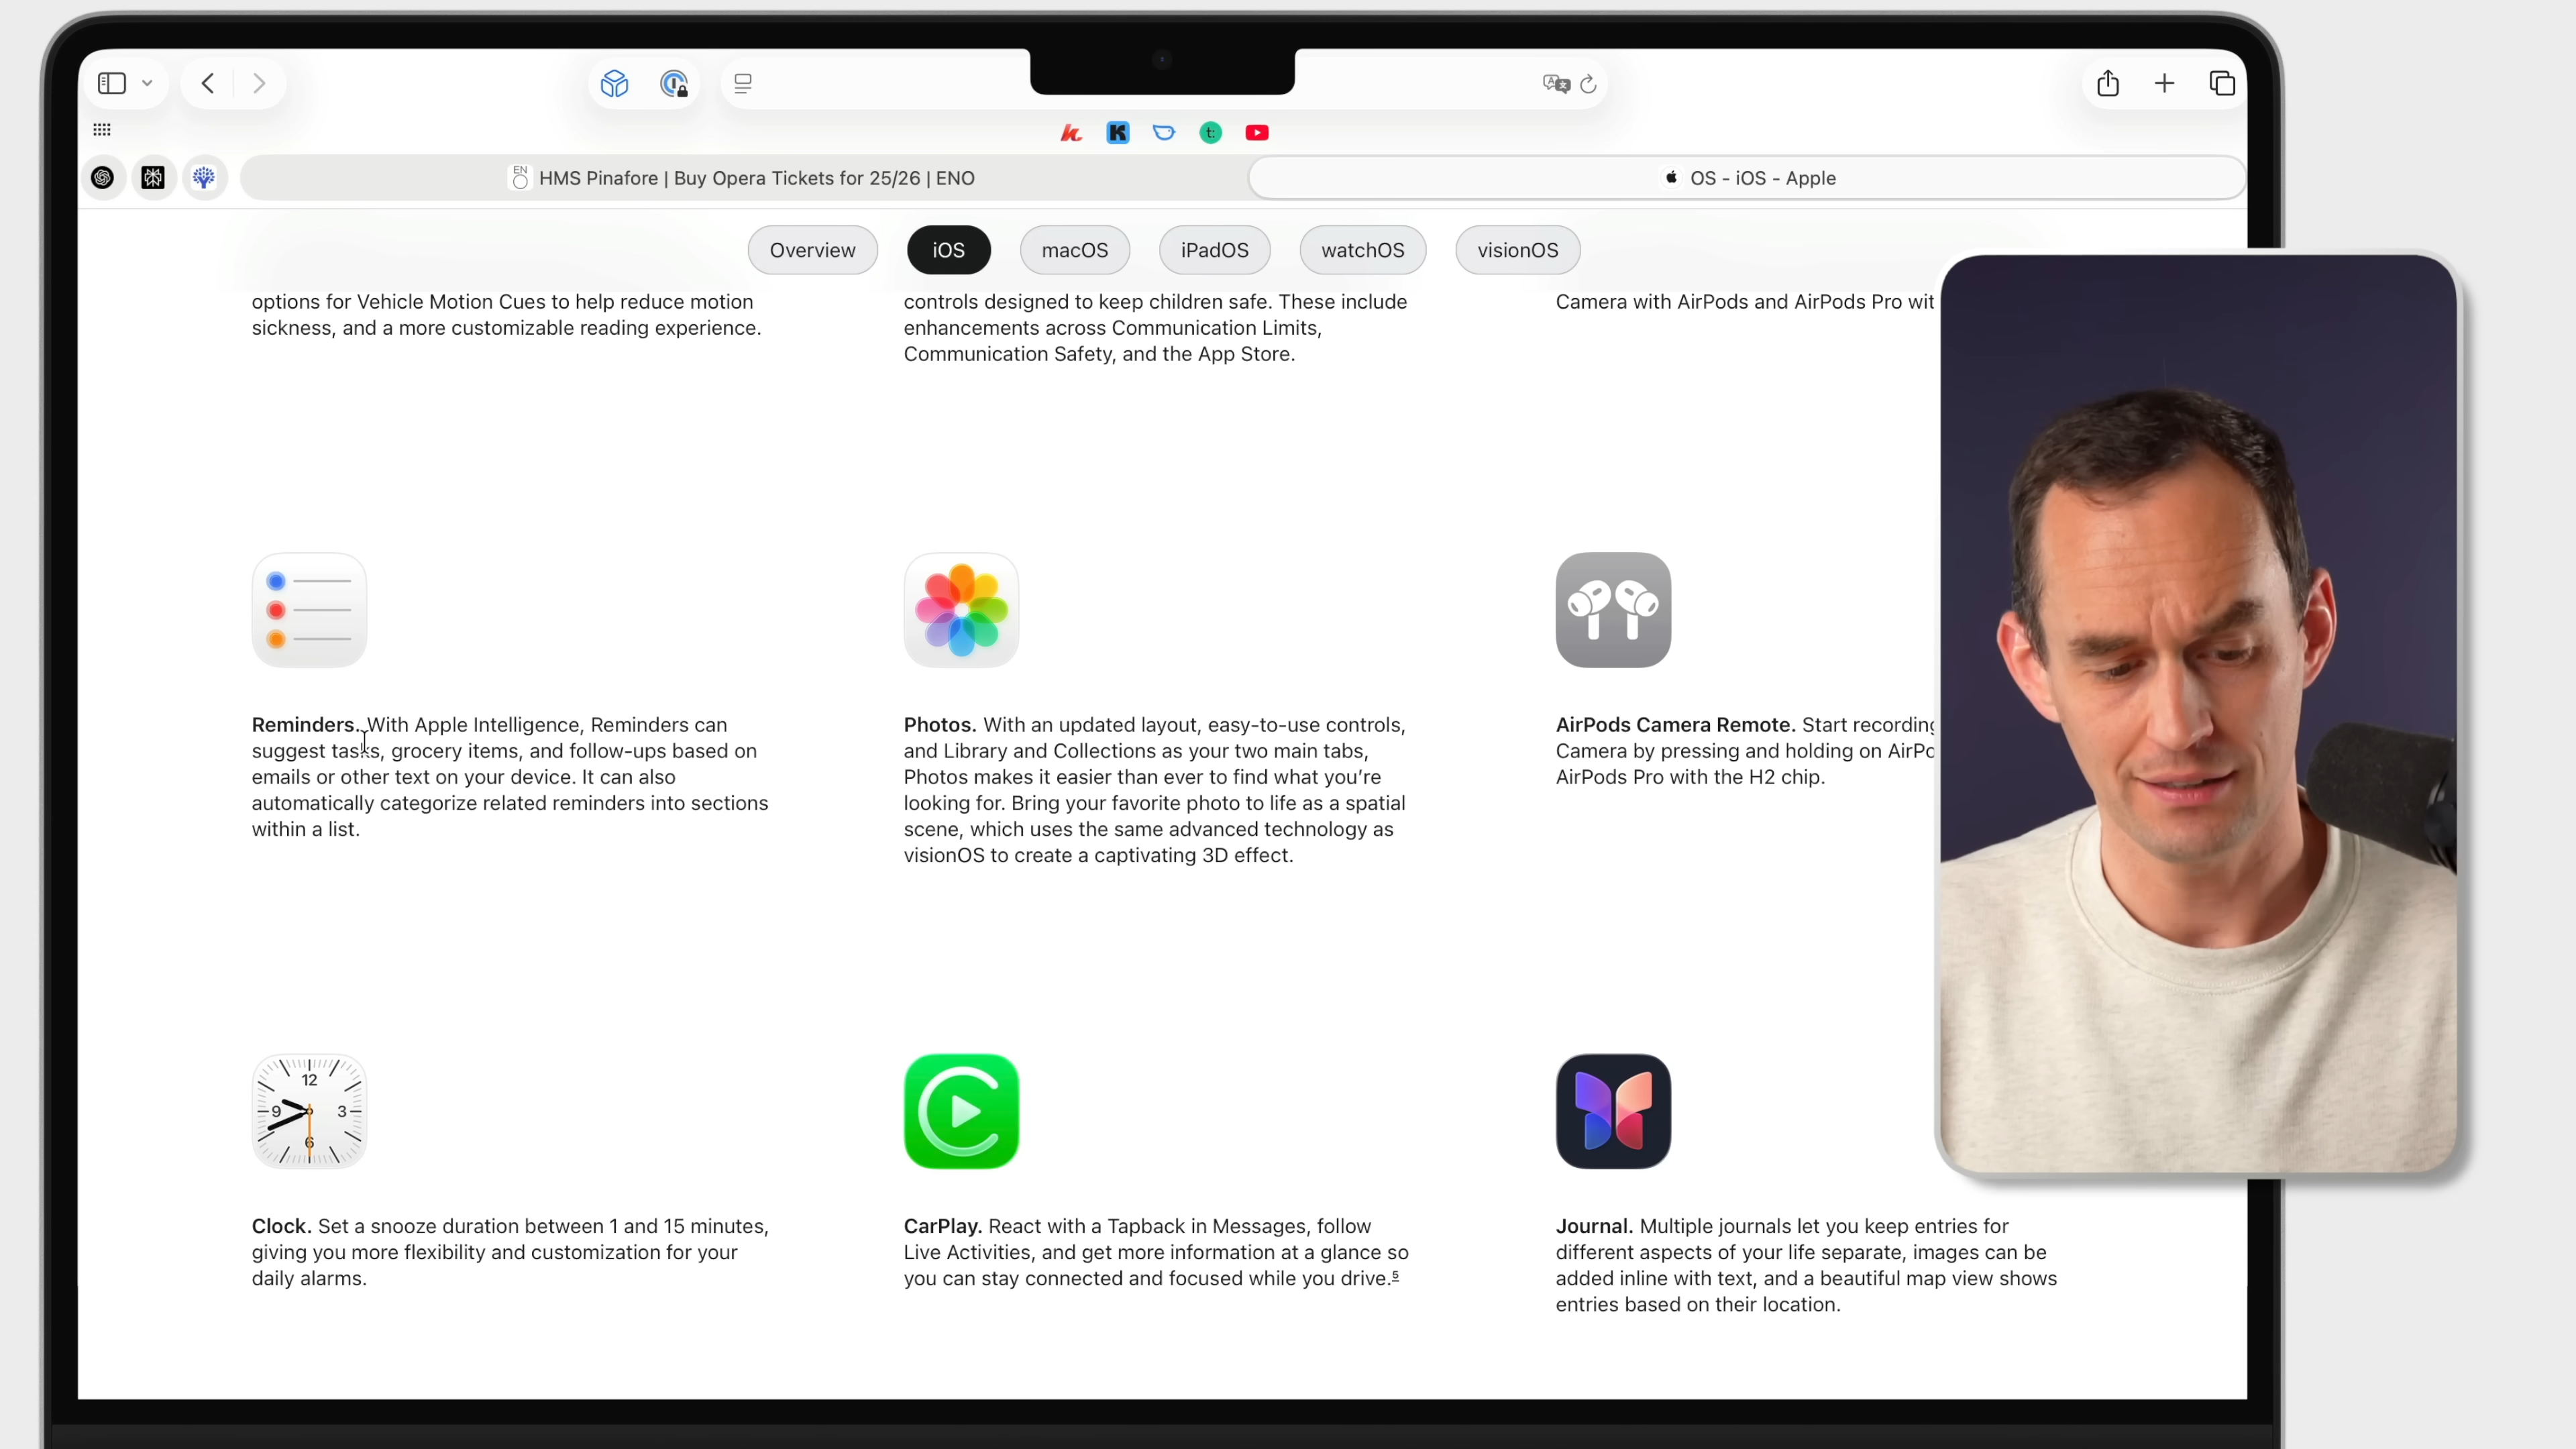 HMS Pinafore | Buy Opera Tickets for 25/26 | ENO
OS - iOS - Apple
Overview
iOS
macOS
iPadOS
watchOS
visionOS
options for Vehicle Motion Cues to help reduce motion
sickness, and a more customizable reading experience.
controls designed to keep children safe. These include
enhancements across Communication Limits,
Communication Safety, and the App Store.
Camera with AirPods and AirPods Pro
Reminders. With Apple Intelligence, Reminders can
suggest tasks, grocery items, and follow-ups based on
emails or other text on your device. It can also
automatically categorize related reminders into sections
within a list.
Photos. With an updated layout, easy-to-use controls,
and Library and Collections as your two main tabs,
Photos makes it easier than ever to find what you’re
looking for. Bring your favorite photo to life as a spatial
scene, which uses the same advanced technology as
visionOS to create a captivating 3D effect.
AirPods Camera Remote. Start recording
Camera by pressing and holding on
AirPods Pro with the H2 chip.
12
9
3
6
Clock. Set a snooze duration between 1 and 15 minutes,
giving you more flexibility and customization for your
daily alarms.
CarPlay. React with a Tapback in Messages, follow
Live Activities, and get more information at a glance so
you can stay connected and focused while you drive.5
Journal. Multiple journals let you keep entries for
different aspects of your life separate, images can be
added inline with text, and a beautiful map view shows
entries based on their location.